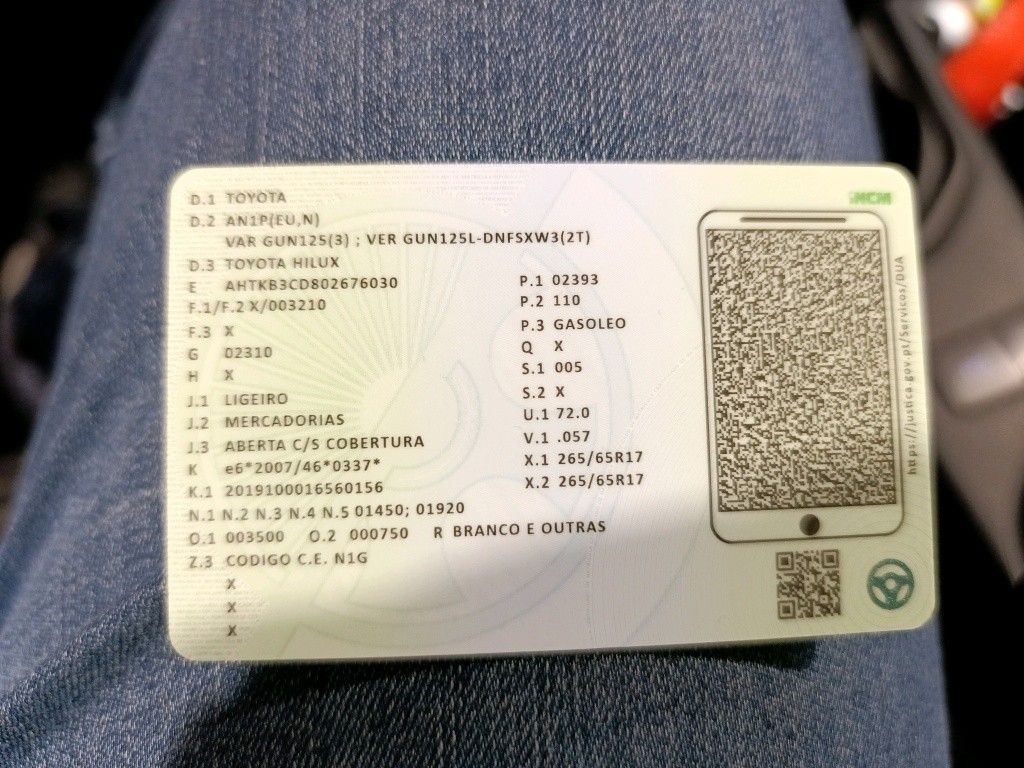 D.1 TOYOTA
D.2 AN1P(EU,N)
VAR GUN125(3) ; VER GUN125L-DNFSXW3(2T)
D.3 TOYOTA HILUX
E AHTKB3CD802676030
F.1/F.2 X/003210
F.3 X
G 02310
H X
J.1 LIGEIRO
J.2 MERCADORIAS
J.3 ABERTA C/S COBERTURA
K e6*2007/46*0337*
K.1 2019100016560156
N.1 N.2 N.3 N.4 N.5 01450; 01920
O.1 003500 O.2 000750 R BRANCO E OUTRAS
Z.3 CODIGO C.E. N1G
X
X
X
P.1 02393
P.2 110
P.3 GASOLEO
Q X
S.1 005
S.2 X
U.1 72.0
V.1 .057
X.1 265/65R17
X.2 265/65R17
iNCM
https://justica.gov.pt/Servicos/DUA